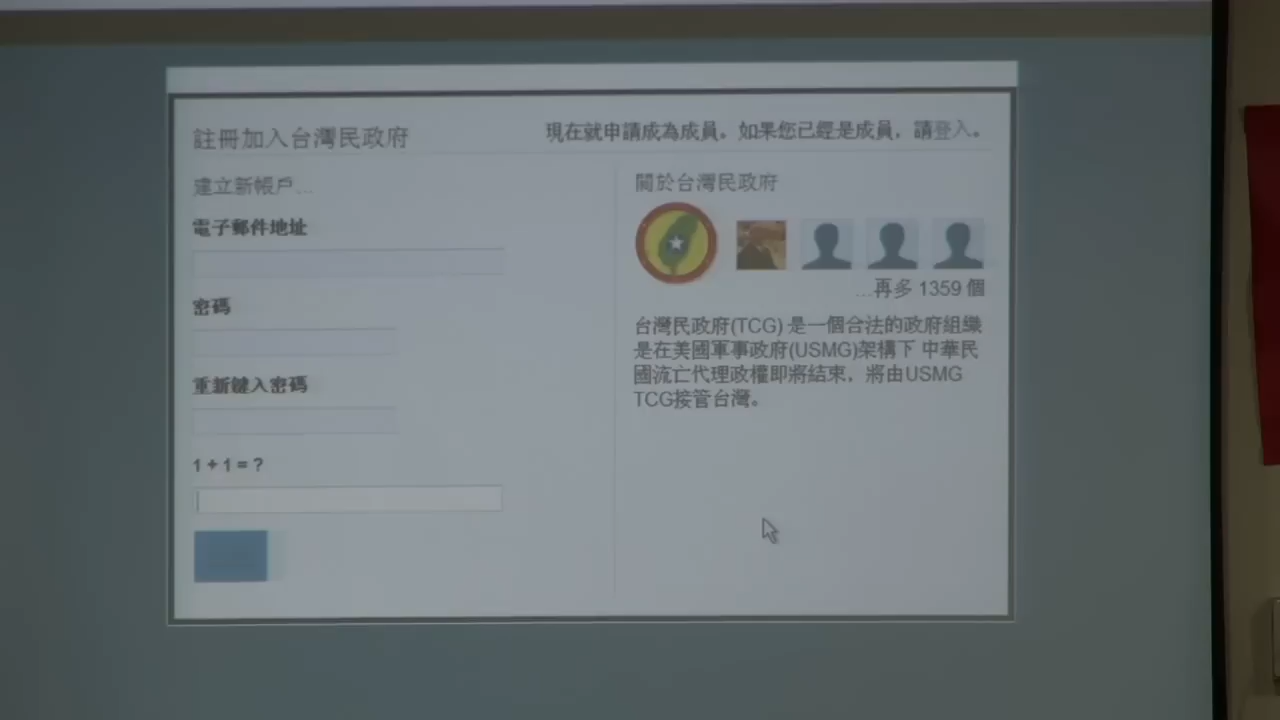 註冊加入台灣民政府
現在就申請成為成員。如果您已經是成員，請登入。
建立新帳戶...
電子郵件地址
密碼
重新鍵入密碼
1 + 1 = ?
關於台灣民政府
...再多 1359 個
台灣民政府(TCG) 是一個合法的政府組織
是在美國軍事政府(USMG)架構下 中華民
國流亡代理政權即將結束，將由USMG
TCG接管台灣。